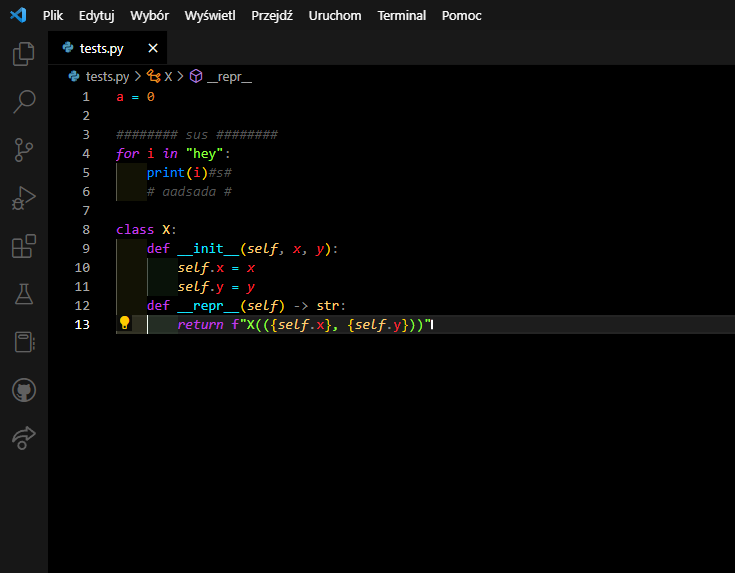 Plik Edytuj Wybór Wyświetl Przejdź Uruchom Terminal Pomoc
tests.py
tests.py > X > __repr__
1 a = 0
2
3 ######## sus ########
4 for i in "hey":
5     print(i)#s#
6     # aadsada #
7
8 class X:
9     def __init__(self, x, y):
10         self.x = x
11         self.y = y
12     def __repr__(self) -> str:
13         return f"X(({self.x}, {self.y}))"